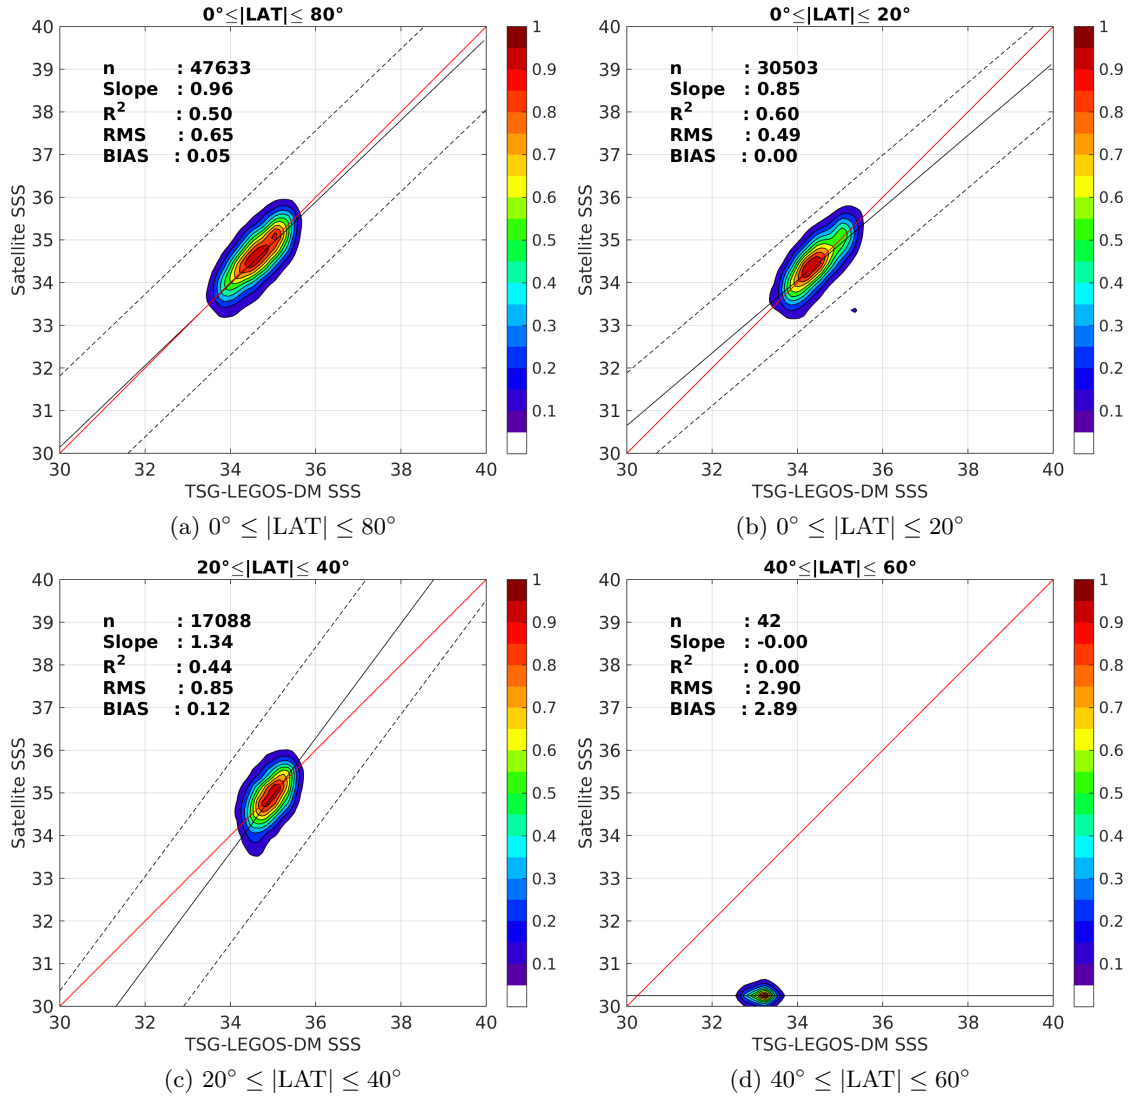 0°≤|LAT|≤ 80°
n : 47633
Slope : 0.96
R² : 0.50
RMS : 0.65
BIAS : 0.05
Satellite SSS
40
39
38
37
36
35
34
33
32
31
30
30 32 34 36 38 40
TSG-LEGOS-DM SSS
1
0.9
0.8
0.7
0.6
0.5
0.4
0.3
0.2
0.1
(a) 0° ≤ |LAT| ≤ 80°
0°≤|LAT|≤ 20°
n : 30503
Slope : 0.85
R² : 0.60
RMS : 0.49
BIAS : 0.00
Satellite SSS
40
39
38
37
36
35
34
33
32
31
30
30 32 34 36 38 40
TSG-LEGOS-DM SSS
1
0.9
0.8
0.7
0.6
0.5
0.4
0.3
0.2
0.1
(b) 0° ≤ |LAT| ≤ 20°
20°≤|LAT|≤ 40°
n : 17088
Slope : 1.34
R² : 0.44
RMS : 0.85
BIAS : 0.12
Satellite SSS
40
39
38
37
36
35
34
33
32
31
30
30 32 34 36 38 40
TSG-LEGOS-DM SSS
1
0.9
0.8
0.7
0.6
0.5
0.4
0.3
0.2
0.1
(c) 20° ≤ |LAT| ≤ 40°
40°≤|LAT|≤ 60°
n : 42
Slope : -0.00
R² : 0.00
RMS : 2.90
BIAS : 2.89
Satellite SSS
40
39
38
37
36
35
34
33
32
31
30
30 32 34 36 38 40
TSG-LEGOS-DM SSS
1
0.9
0.8
0.7
0.6
0.5
0.4
0.3
0.2
0.1
(d) 40° ≤ |LAT| ≤ 60°